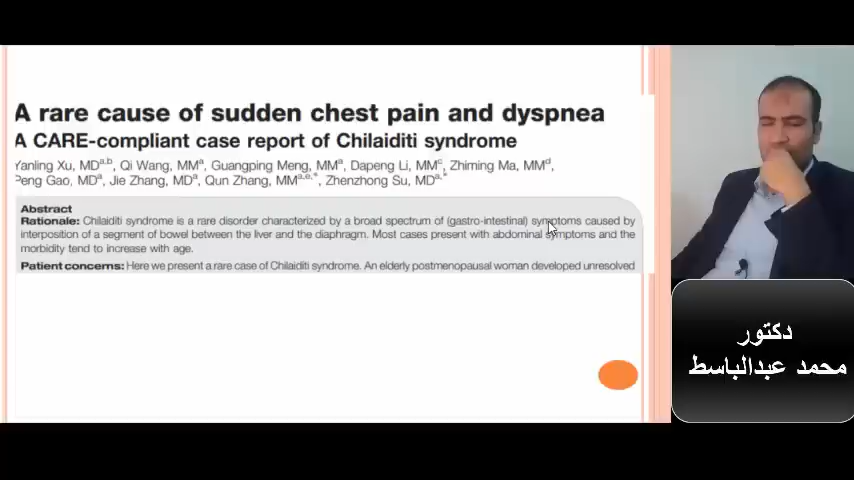 A rare cause of sudden chest pain and dyspnea
A CARE-compliant case report of Chilaiditi syndrome
Yanling Xu, MDa,b, Qi Wang, MMa, Guangping Meng, MMa, Dapeng Li, MMc, Zhiming Ma, MMd,
Peng Gao, MDa, Jie Zhang, MDa, Qun Zhang, MMa,e,*, Zhenzhong Su, MDa,*
Abstract
Rationale: Chilaiditi syndrome is a rare disorder characterized by a broad spectrum of (gastro-intestinal) symptoms caused by
interposition of a segment of bowel between the liver and the diaphragm. Most cases present with abdominal symptoms and the
morbidity tend to increase with age.
Patient concerns: Here we present a rare case of Chilaiditi syndrome. An elderly postmenopausal woman developed unresolved
دكتور
محمد عبدالباسط